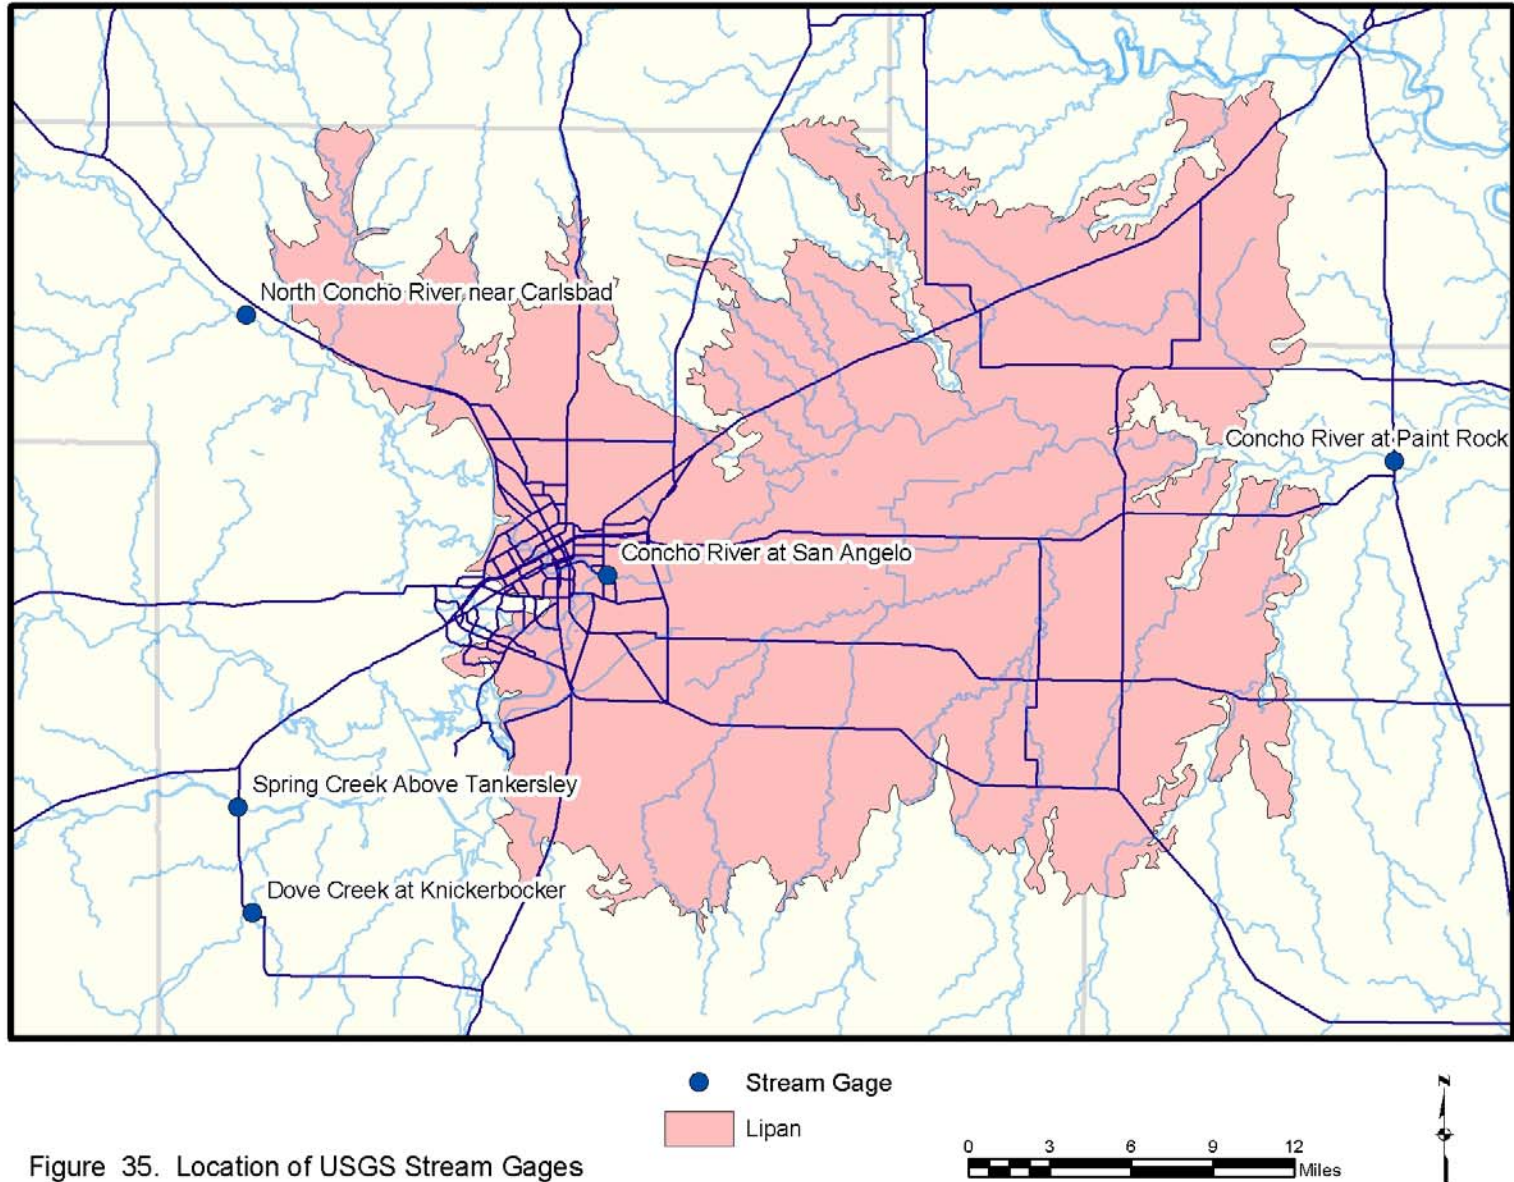 North Concho River near Carlsbad
Concho River at Paint Rock
Concho River at San Angelo
Spring Creek Above Tankersley
Dove Creek at Knickerbocker
Stream Gage
Lipan
N
0 3 6 9 12
Miles
Figure 35. Location of USGS Stream Gages